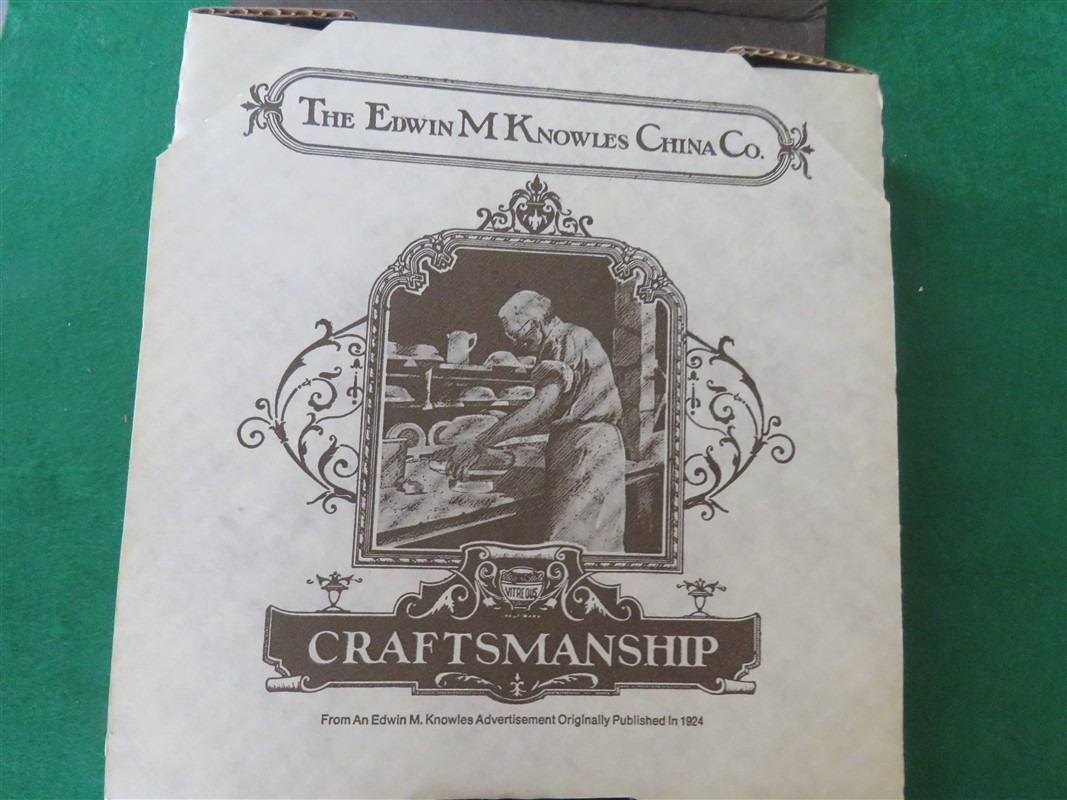 THE EDWIN M KNOWLES CHINA CO.
VITREOUS
CRAFTSMANSHIP
From An Edwin M. Knowles Advertisement Originally Published In 1924